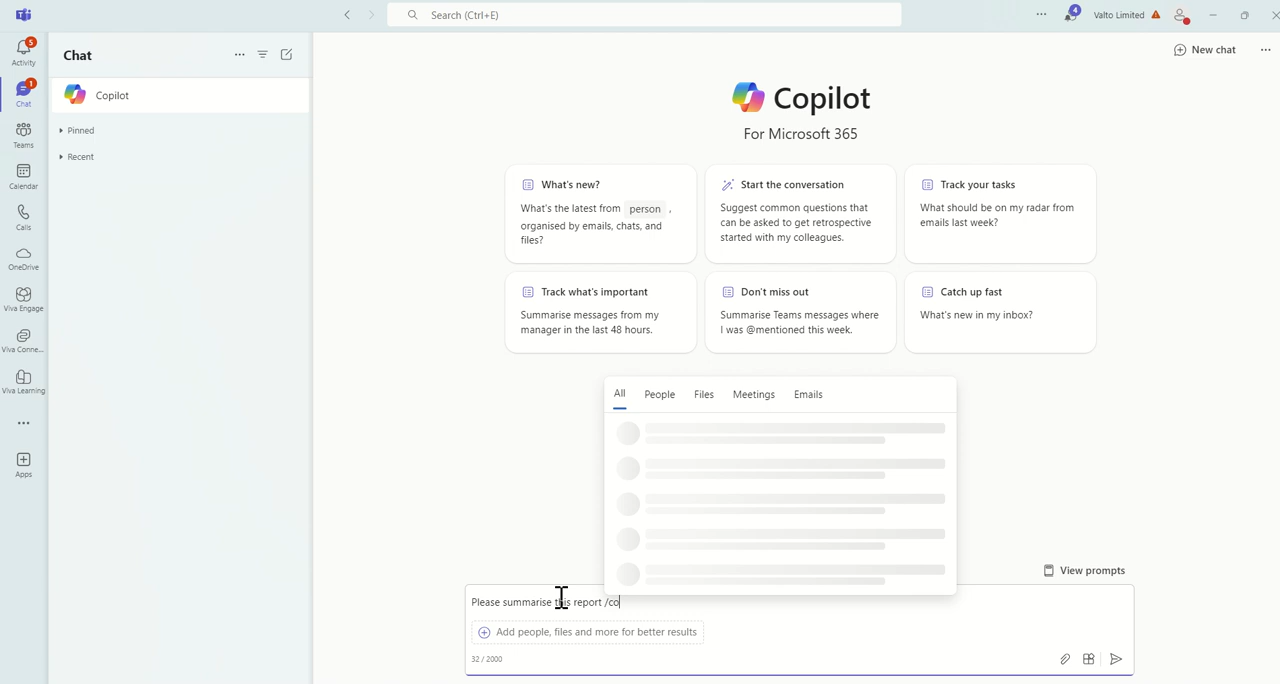 Search (Ctrl+E)
4
Valto Limited
5
Activity
1
Chat
Teams
Calendar
Calls
OneDrive
Viva Engage
Viva Conne...
Viva Learning
Apps
Chat
Copilot
Pinned
Recent
New chat
Copilot
For Microsoft 365
What's new?
What's the latest from person ,
organised by emails, chats, and
files?
Start the conversation
Suggest common questions that
can be asked to get retrospective
started with my colleagues.
Track your tasks
What should be on my radar from
emails last week?
Track what's important
Summarise messages from my
manager in the last 48 hours.
Don't miss out
Summarise Teams messages where
I was @mentioned this week.
Catch up fast
What's new in my inbox?
All People Files Meetings Emails
View prompts
Please summarise this report /co
Add people, files and more for better results
32 / 2000